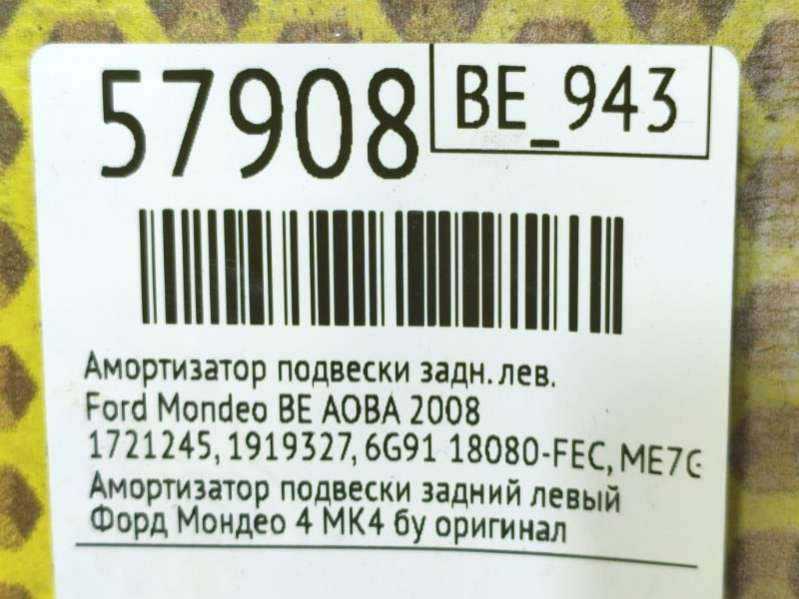 57908
BE_943
Амортизатор подвески задн. лев.
Ford Mondeo BE AOBA 2008
1721245, 1919327, 6G91 18080-FEC,
Амортизатор подвески задний левый
Форд Мондео 4 МК4 бу оригинал